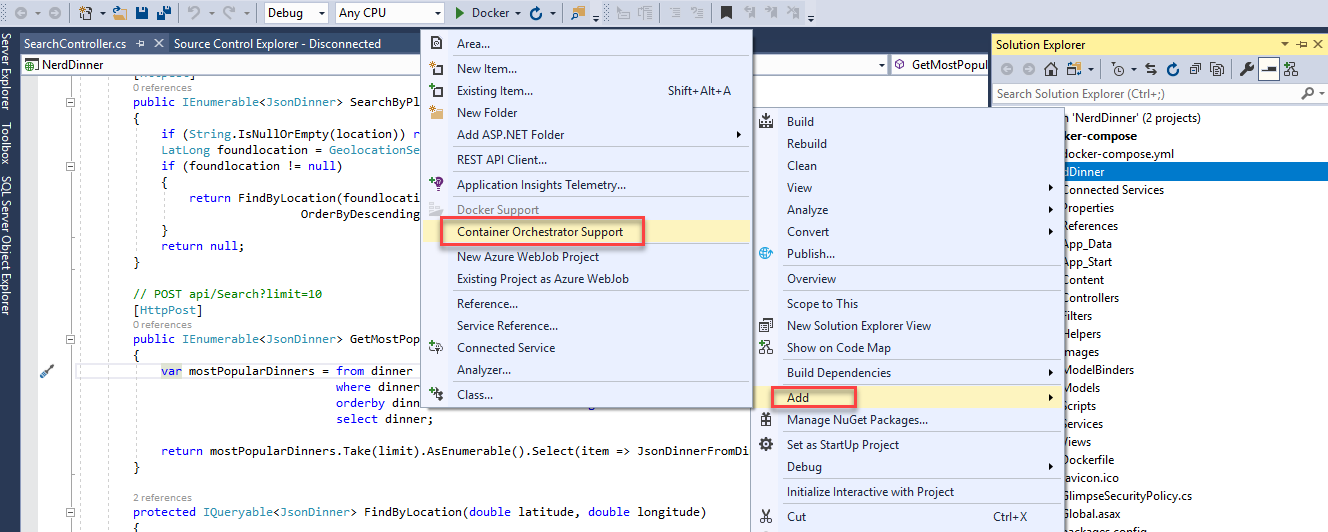 Debug
Any CPU
Docker
Server Explorer
Toolbox
SQL Server Object Explorer
SearchController.cs
Source Control Explorer - Disconnected
NerdDinner
GetMostPopul
0 references
public IEnumerable<JsonDinner> SearchByPl
{
if (String.IsNullOrEmpty(location)) r
LatLong foundlocation = GeolocationSe
if (foundlocation != null)
{
return FindByLocation(foundlocatio
OrderByDescending
}
return null;
}
// POST api/Search?limit=10
[HttpPost]
0 references
public IEnumerable<JsonDinner> GetMostPop
{
var mostPopularDinners = from dinner
where dinner
orderby dinn
select dinner;
return mostPopularDinners.Take(limit).AsEnumerable().Select(item => JsonDinnerFromDi
}
2 references
protected IQueryable<JsonDinner> FindByLocation(double latitude, double longitude)
{
Area...
New Item...
Existing Item... Shift+Alt+A
New Folder
Add ASP.NET Folder
REST API Client...
Application Insights Telemetry...
Docker Support
Container Orchestrator Support
New Azure WebJob Project
Existing Project as Azure WebJob
Reference...
Service Reference...
Connected Service
Analyzer...
Class...
Build
Rebuild
Clean
View
Analyze
Convert
Publish...
Overview
Scope to This
New Solution Explorer View
Show on Code Map
Build Dependencies
Add
Manage NuGet Packages...
Set as StartUp Project
Debug
Initialize Interactive with Project
Cut Ctrl+X
Solution Explorer
Search Solution Explorer (Ctrl+;)
n 'NerdDinner' (2 projects)
ker-compose
docker-compose.yml
dDinner
Connected Services
Properties
References
App_Data
App_Start
Content
Controllers
Filters
Helpers
mages
ModelBinders
Models
Scripts
Services
Views
Dockerfile
favicon.ico
GlimpseSecurityPolicy.cs
Global.asax
packages.config